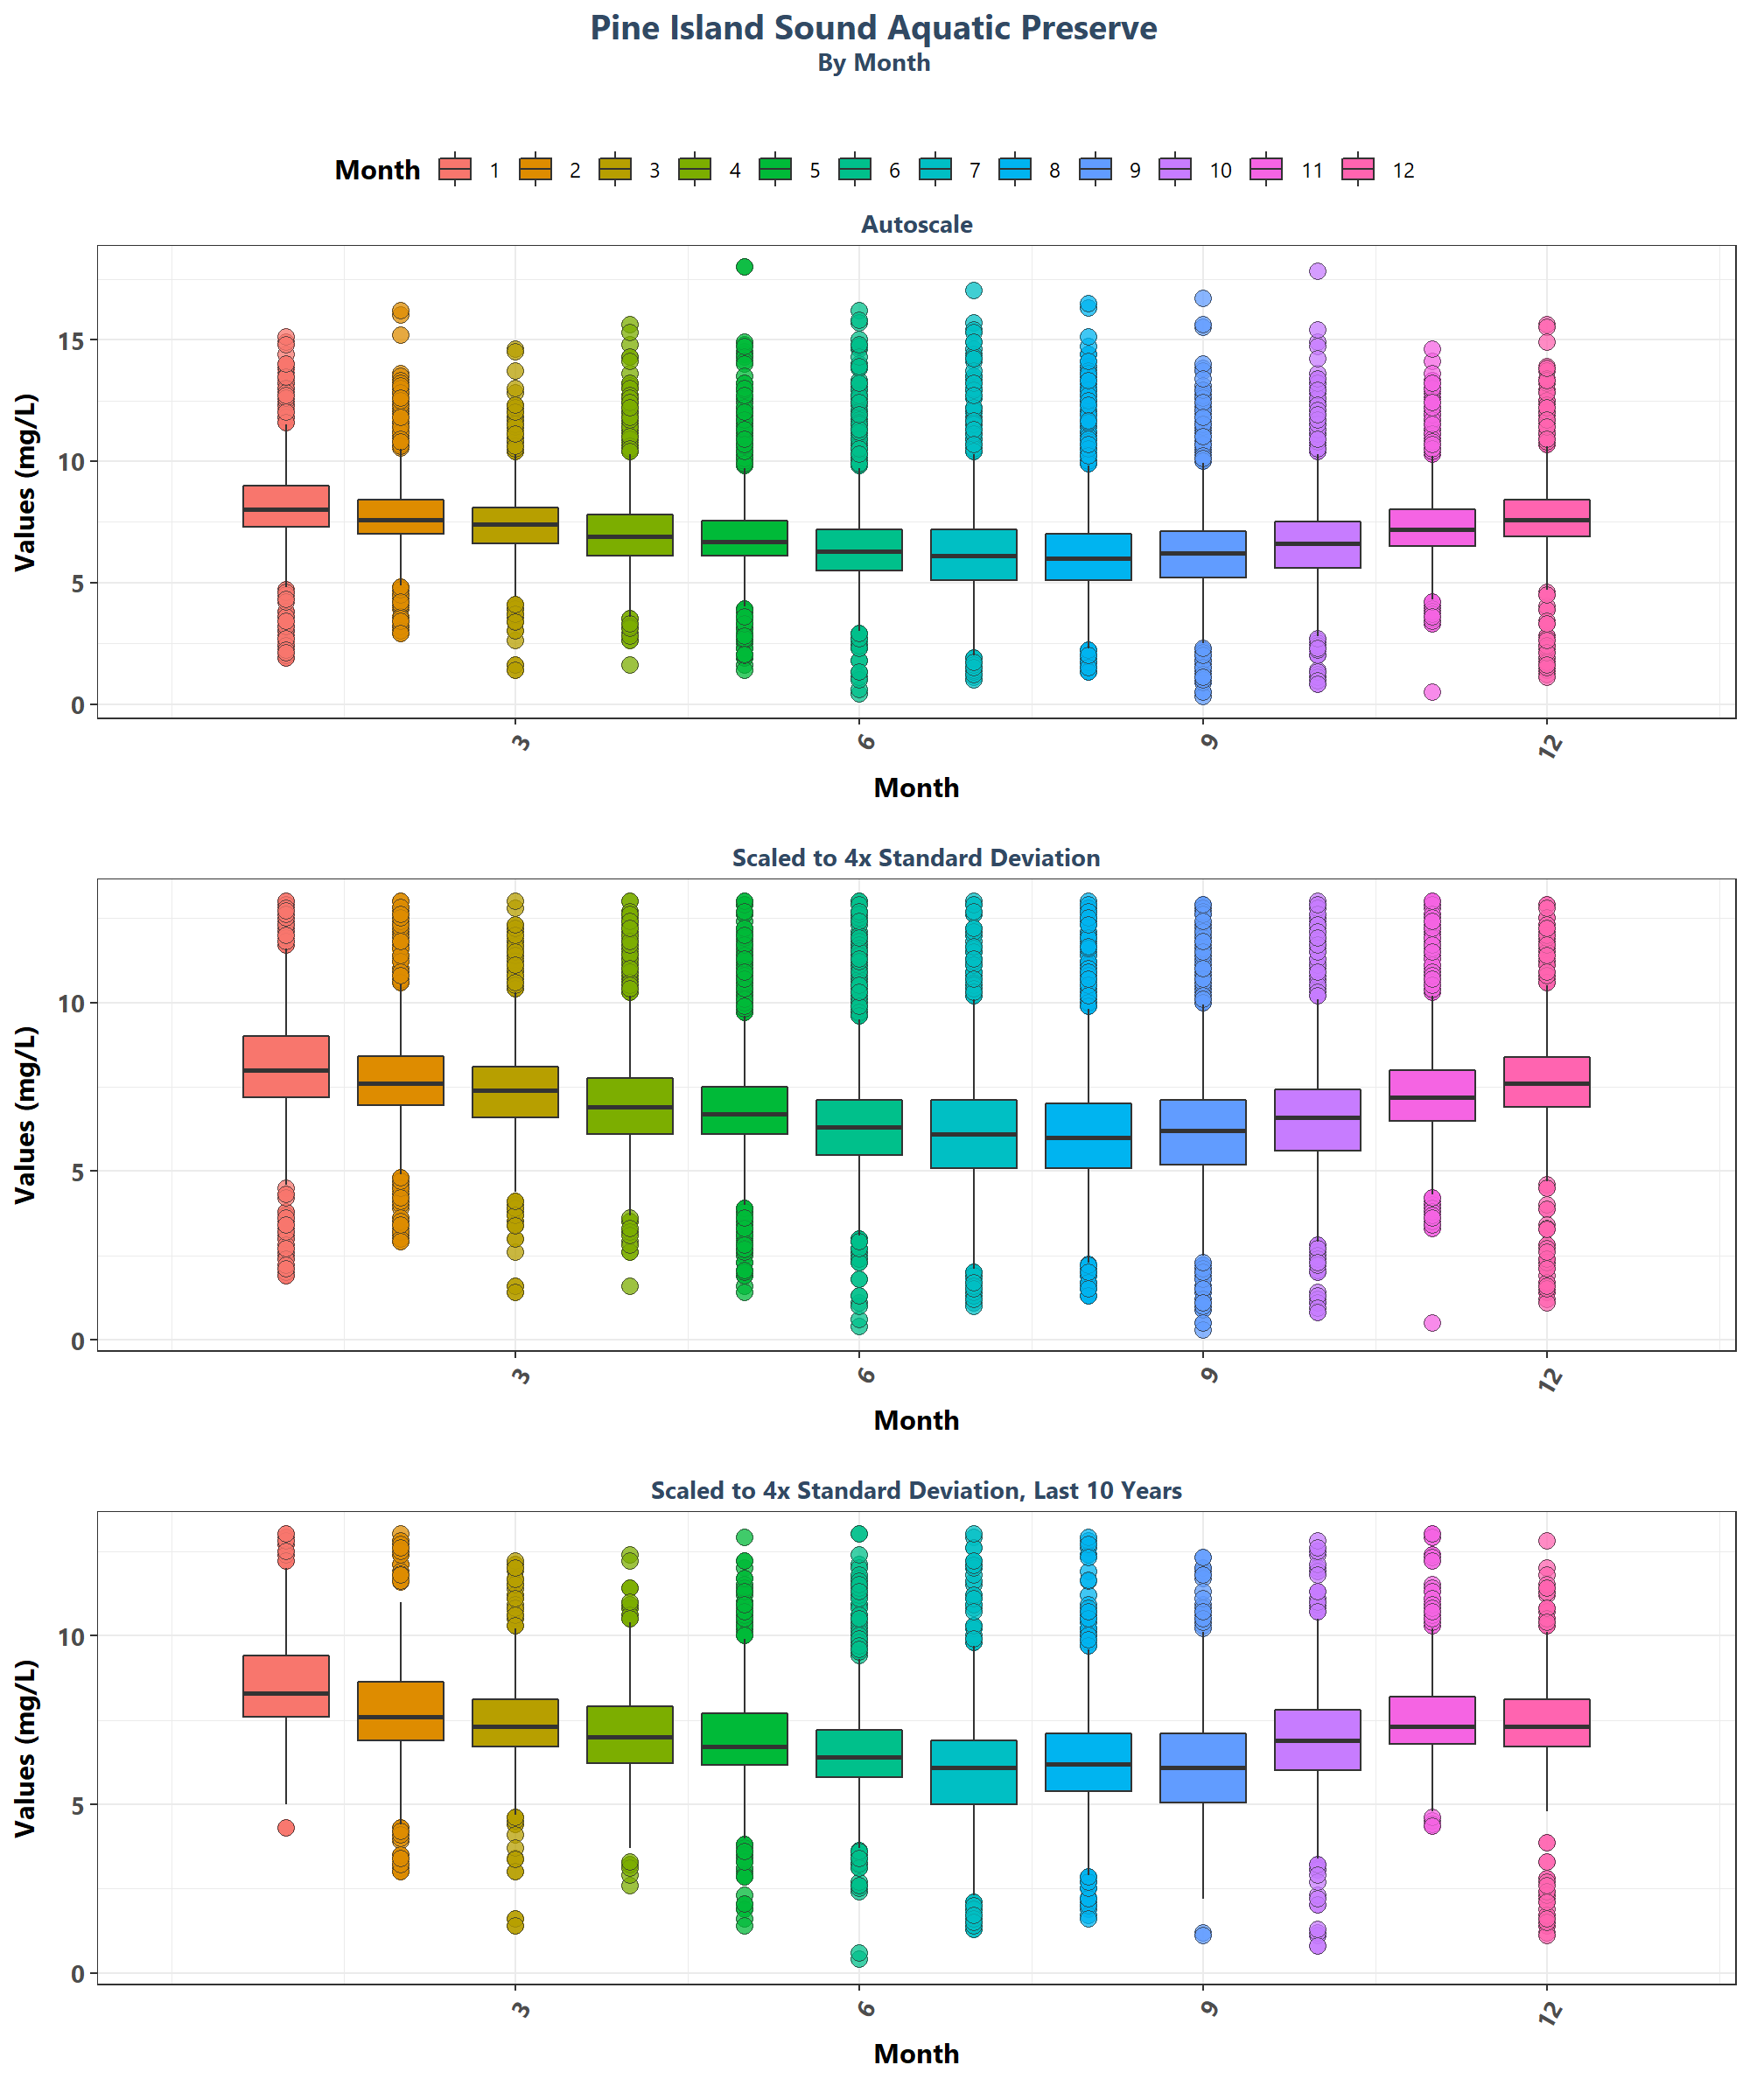 Pine Island Sound Aquatic Preserve
By Month
Month 1 2 3 4 5 6 7 8 9 10 11 12
Autoscale
Values (mg/L)
15
10
5
0
3 6 9 12
Month
Scaled to 4x Standard Deviation
Values (mg/L)
10
5
0
3 6 9 12
Month
Scaled to 4x Standard Deviation, Last 10 Years
Values (mg/L)
10
5
0
3 6 9 12
Month